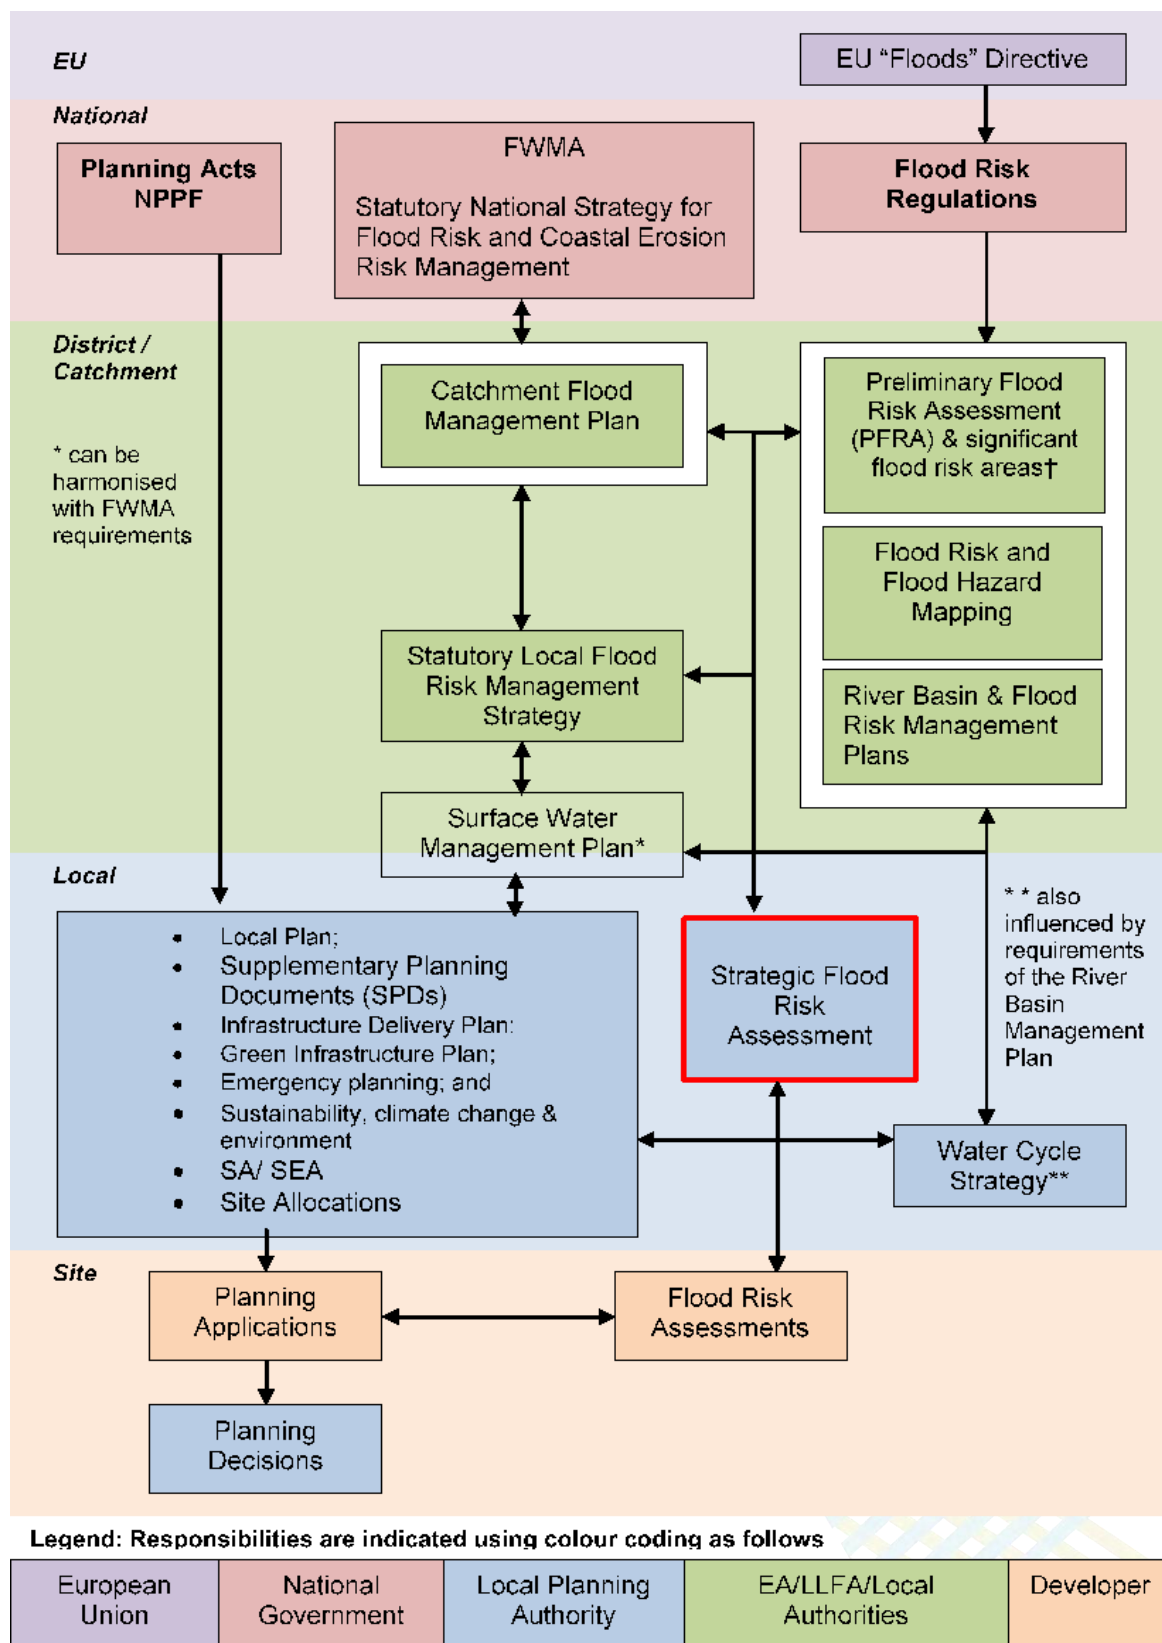 EU
EU “Floods” Directive
National
Planning Acts
NPPF
FWMA
Statutory National Strategy for
Flood Risk and Coastal Erosion
Risk Management
Flood Risk
Regulations
District /
Catchment
* can be
harmonised
with FWMA
requirements
Catchment Flood
Management Plan
Preliminary Flood
Risk Assessment
(PFRA) & significant
flood risk areas†
Flood Risk and
Flood Hazard
Mapping
River Basin & Flood
Risk Management
Plans
Statutory Local Flood
Risk Management
Strategy
Surface Water
Management Plan*
Local
• Local Plan;
• Supplementary Planning
Documents (SPDs)
• Infrastructure Delivery Plan:
• Green Infrastructure Plan;
• Emergency planning; and
• Sustainability, climate change &
environment
• SA/ SEA
• Site Allocations
Strategic Flood
Risk
Assessment
* * also
influenced by
requirements
of the River
Basin
Management
Plan
Water Cycle
Strategy**
Site
Planning
Applications
Flood Risk
Assessments
Planning
Decisions
Legend: Responsibilities are indicated using colour coding as follows
European
Union
National
Government
Local Planning
Authority
EA/LLFA/Local
Authorities
Developer